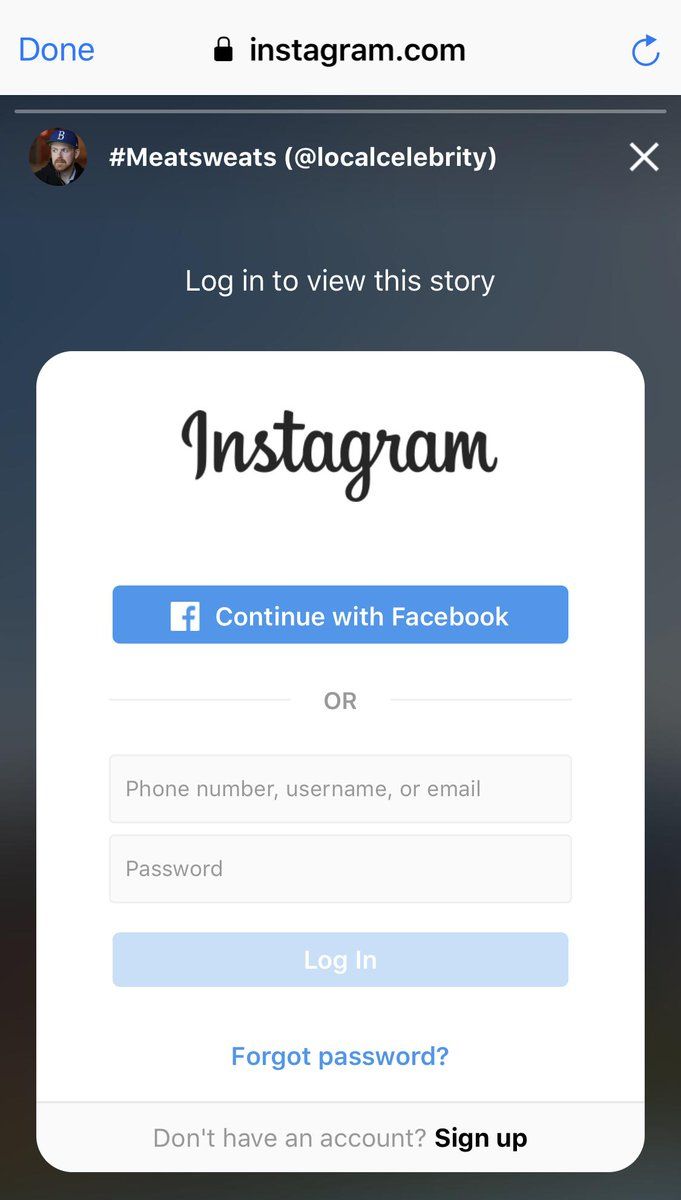 Done instagram.com
B
#Meatsweats (@localcelebrity)
Log in to view this story
Instagram
f Continue with Facebook
OR
Phone number, username, or email
Password
Log In
Forgot password?
Don't have an account? Sign up